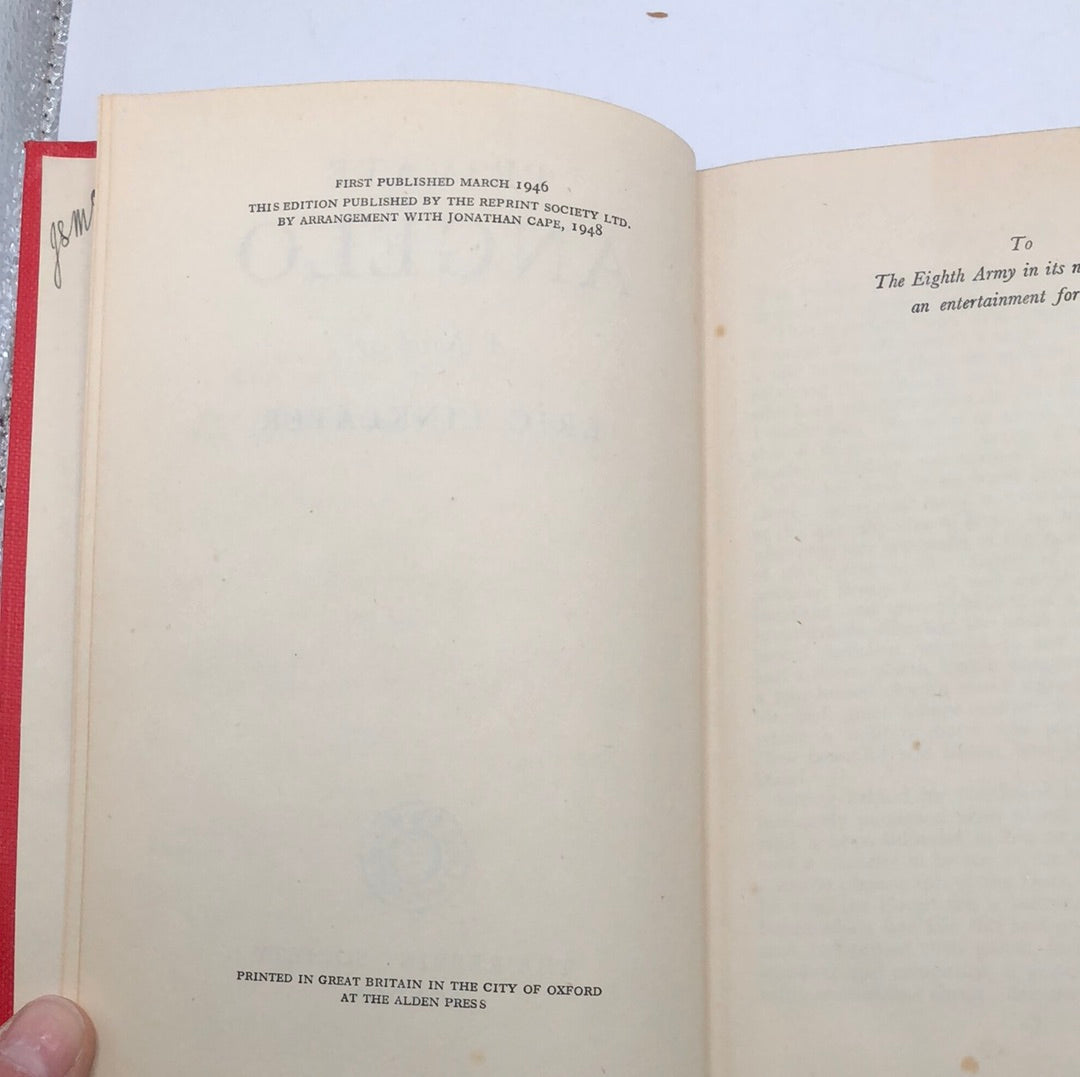 FIRST PUBLISHED MARCH 1946
THIS EDITION PUBLISHED BY THE REPRINT SOCIETY LTD.
BY ARRANGEMENT WITH JONATHAN CAPE, 1948
PRINTED IN GREAT BRITAIN IN THE CITY OF OXFORD
AT THE ALDEN PRESS
To
The Eighth Army in its
an entertainment for